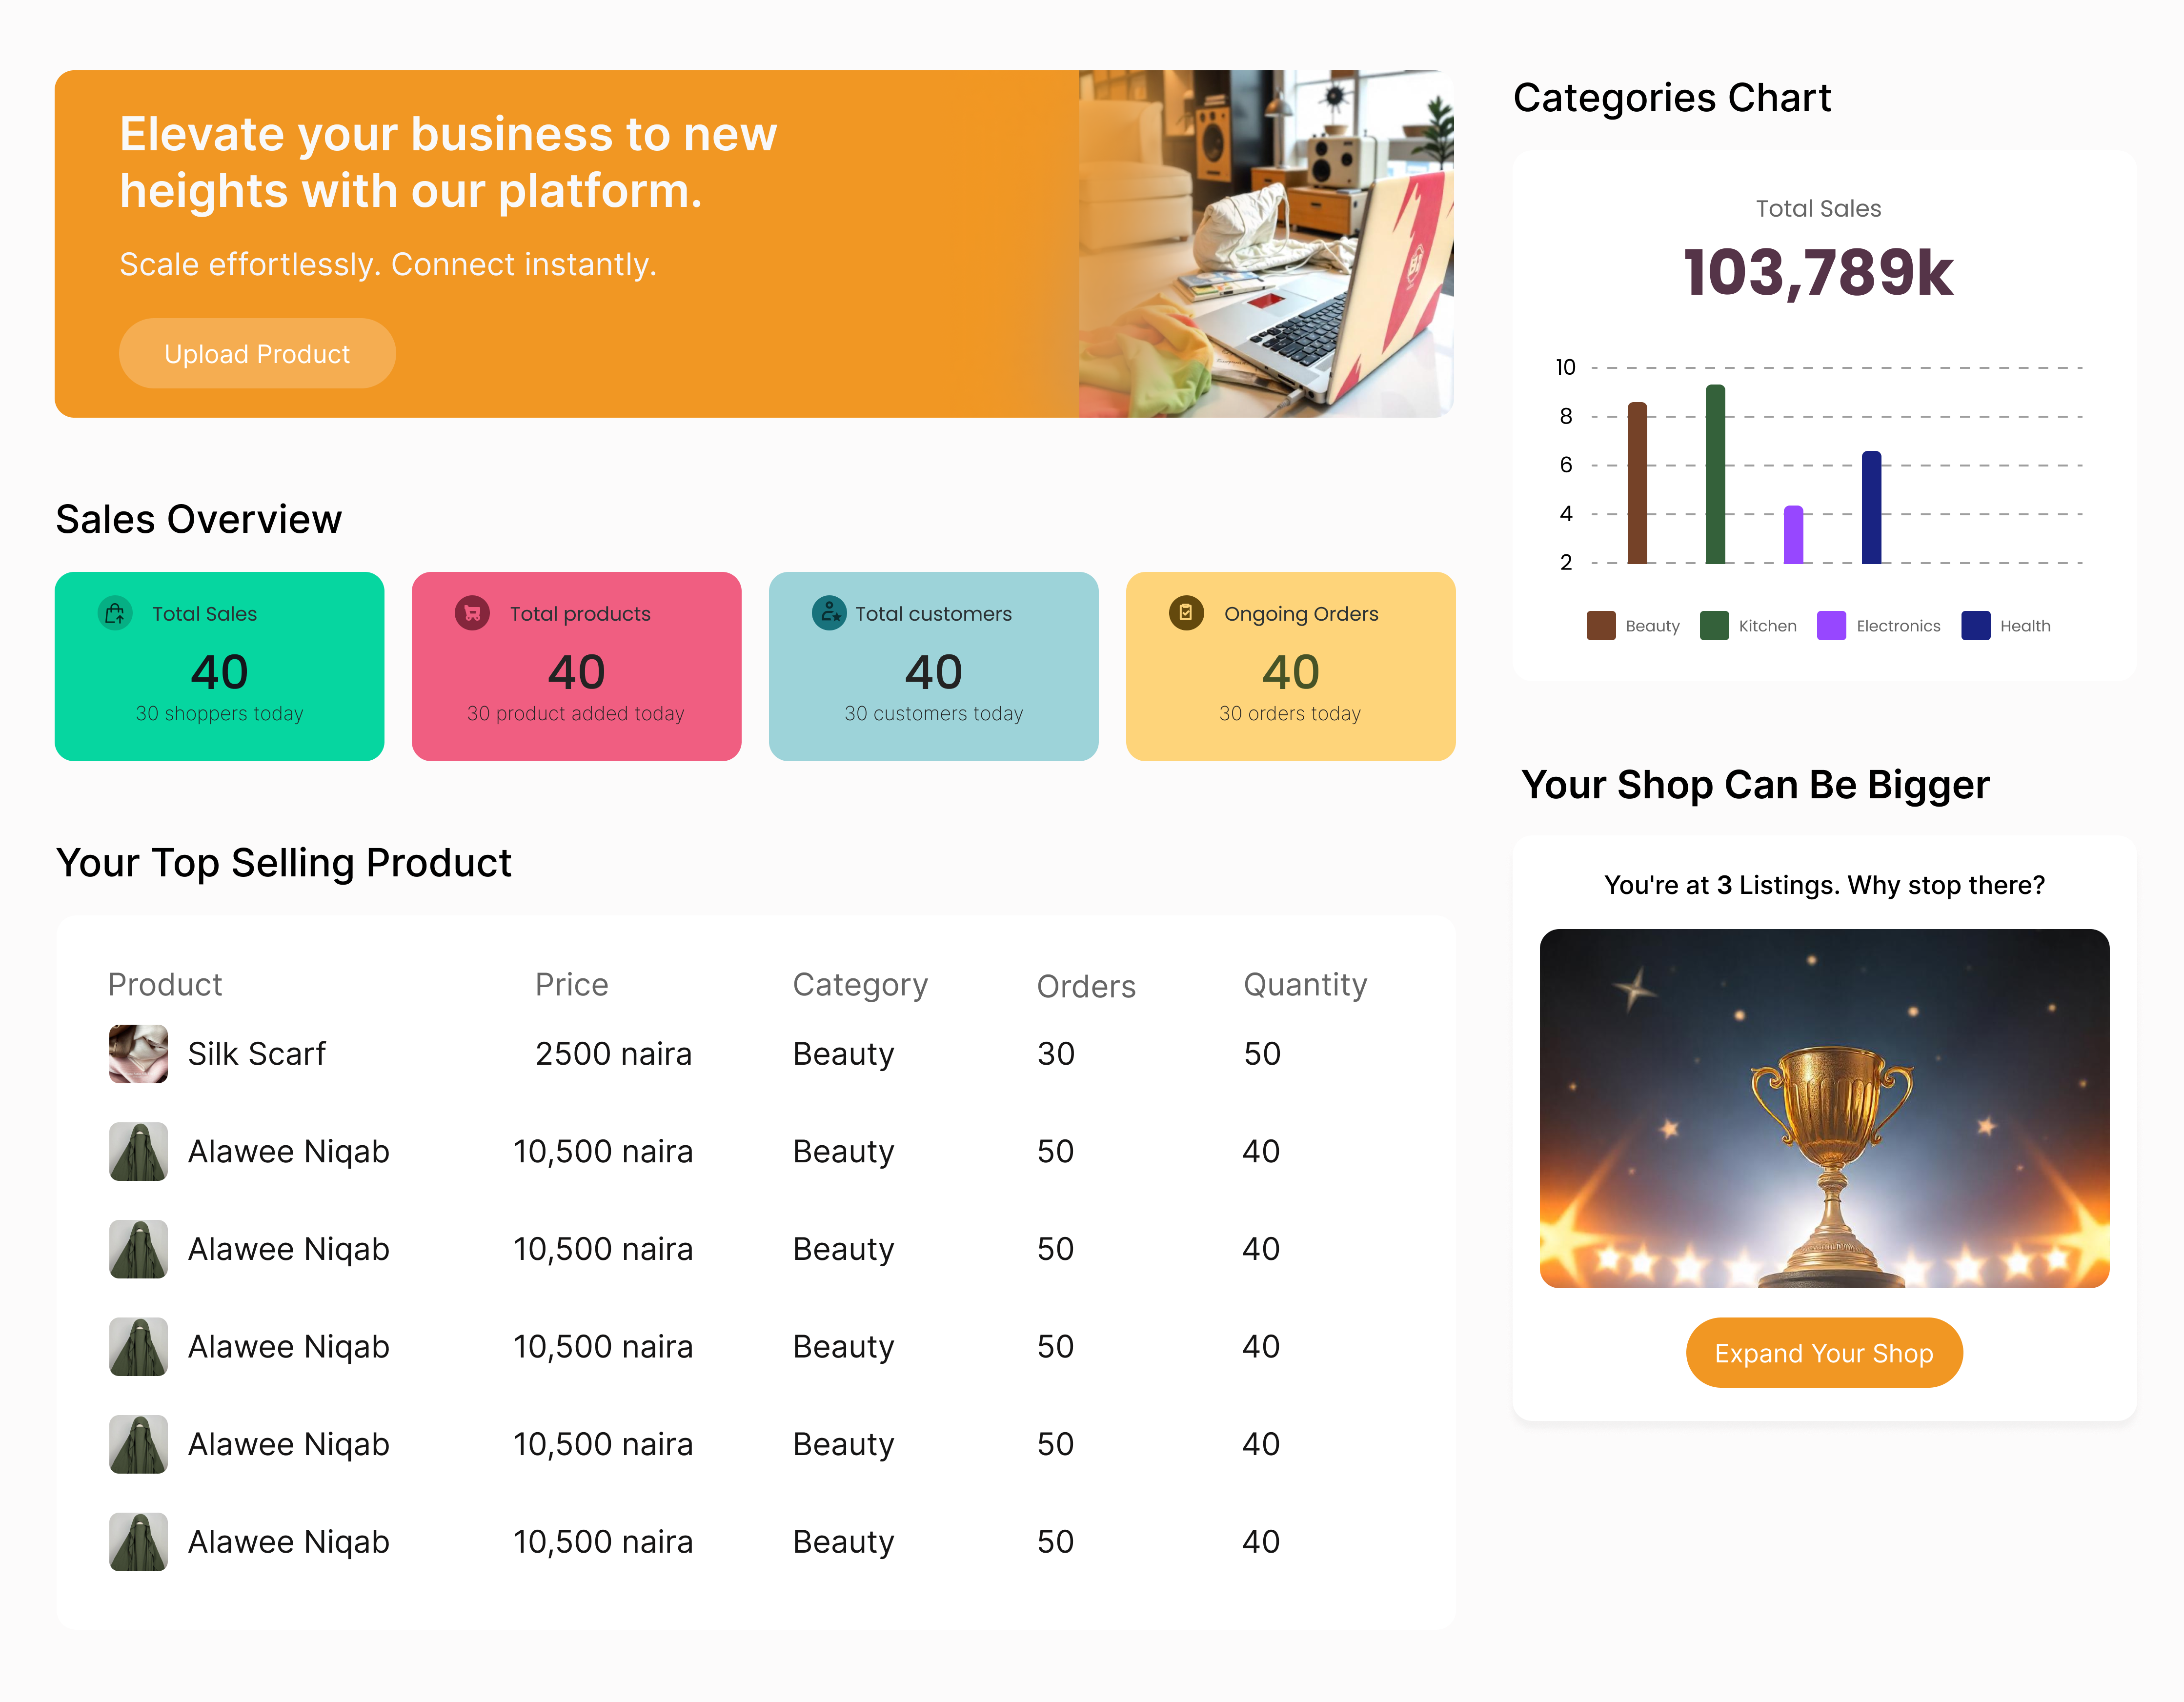 Elevate your business to new
heights with our platform.
Scale effortlessly. Connect instantly.
Upload Product
Sales Overview
Total Sales
40
30 shoppers today
Total products
40
30 product added today
Total customers
40
30 customers today
Ongoing Orders
40
30 orders today
Your Top Selling Product
Product Price Category Orders Quantity
Silk Scarf 2500 naira Beauty 30 50
Alawee Niqab 10,500 naira Beauty 50 40
Alawee Niqab 10,500 naira Beauty 50 40
Alawee Niqab 10,500 naira Beauty 50 40
Alawee Niqab 10,500 naira Beauty 50 40
Alawee Niqab 10,500 naira Beauty 50 40
Categories Chart
Total Sales
103,789k
10
8
6
4
2
Beauty Kitchen Electronics Health
Your Shop Can Be Bigger
You're at 3 Listings. Why stop there?
Expand Your Shop